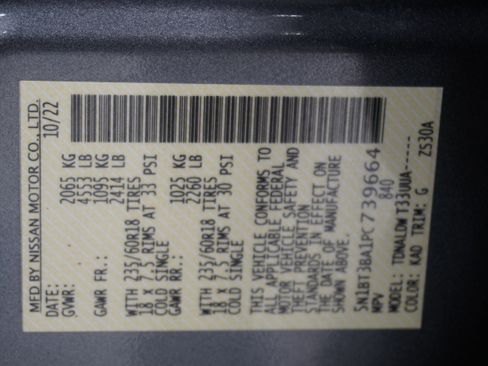 MFD BY NISSAN MOTOR CO., LTD.
DATE: 10/22
GVWR: 2065 KG
4553 LB
GAWR FR.: 1095 KG
2414 LB
WITH 235/60R18 TIRES
18 X 7.5 RIMS AT 33 PSI
COLD SINGLE
GAWR RR.: 1025 KG
2260 LB
WITH 235/60R18 TIRES
18 X 7.5 RIMS AT 30 PSI
COLD SINGLE
THIS VEHICLE CONFORMS TO
ALL APPLICABLE FEDERAL
MOTOR VEHICLE SAFETY AND
THEFT PREVENTION
STANDARDS IN EFFECT ON
THE DATE OF MANUFACTURE
SHOWN ABOVE.
5N1BT3BA1PC739664
MPV 840
MODEL: TDMALDWT33UUA-----
COLOR: KAD TRIM: G ZS30A